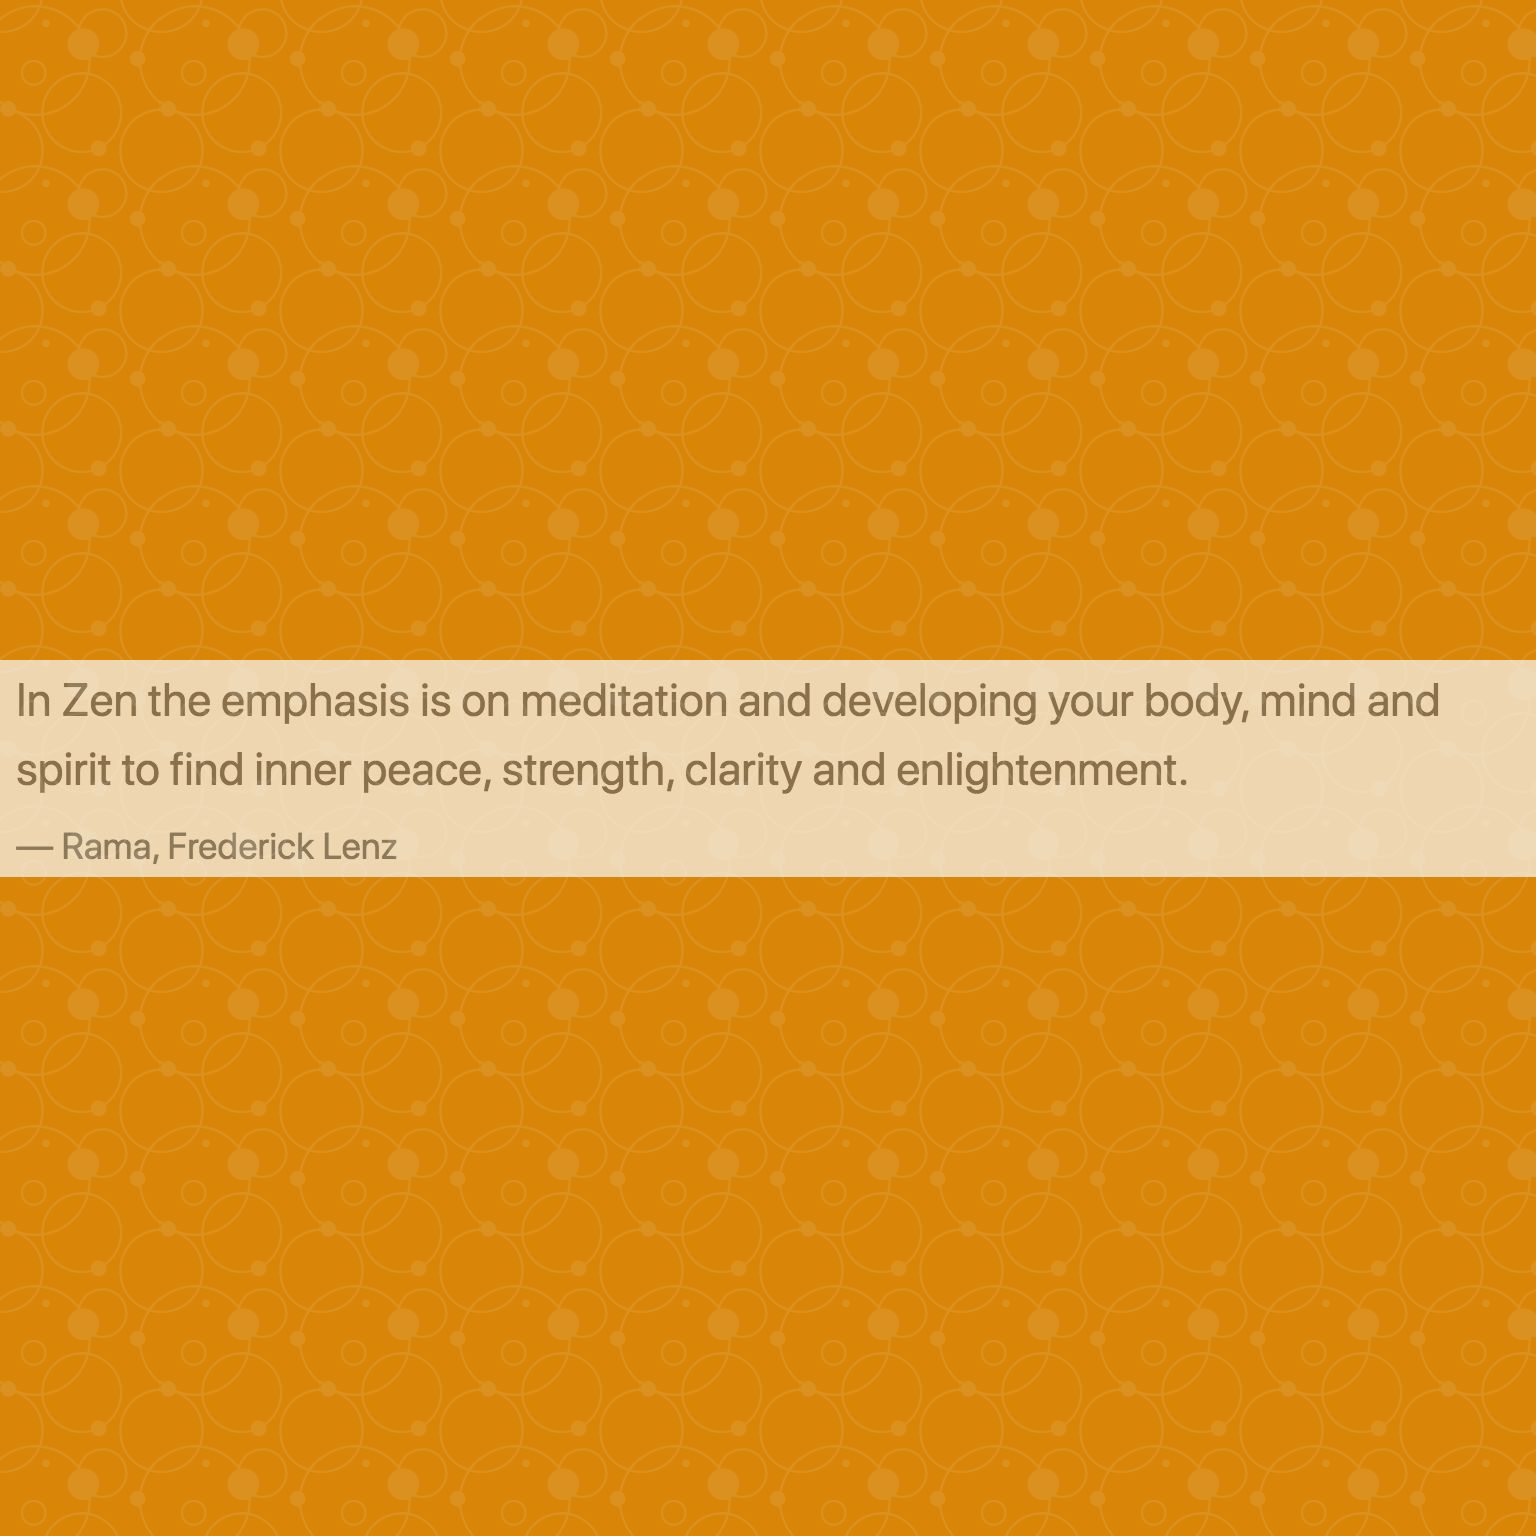 In Zen the emphasis is on meditation and developing your body, mind and
spirit to find inner peace, strength, clarity and enlightenment.
— Rama, Frederick Lenz